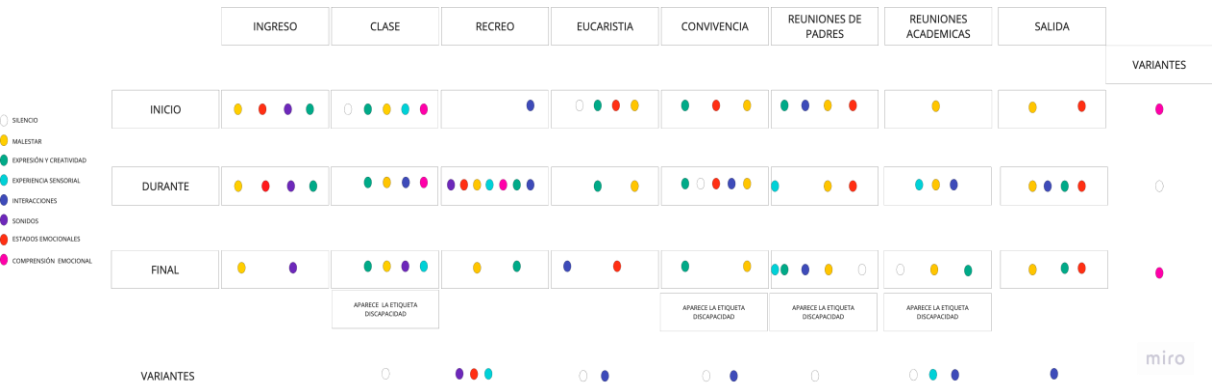 INGRESO
CLASE
RECREO
EUCARISTIA
CONVIVENCIA
REUNIONES DE
PADRES
REUNIONES
ACADEMICAS
SALIDA
VARIANTES
INICIO
SILENCIO
MALESTAR
EXPRESIÓN Y CREATIVIDAD
EXPERIENCIA SENSORIAL
INTERACCIONES
SONIDOS
ESTADOS EMOCIONALES
COMPRENSIÓN EMOCIONAL
DURANTE
FINAL
APARECE LA ETIQUETA
DISCAPACIDAD
APARECE LA ETIQUETA
DISCAPACIDAD
APARECE LA ETIQUETA
DISCAPACIDAD
APARECE LA ETIQUETA
DISCAPACIDAD
VARIANTES
miro